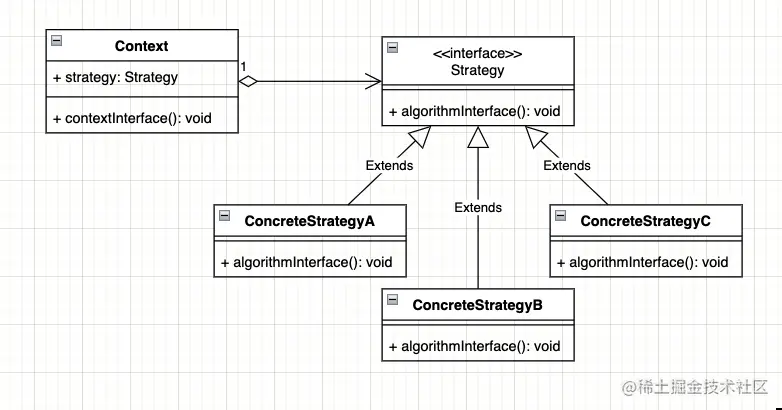 Context
+ strategy: Strategy
+ contextInterface(): void
1
<<interface>>
Strategy
+ algorithmInterface(): void
Extends
Extends
Extends
ConcreteStrategyA
+ algorithmInterface(): void
ConcreteStrategyC
+ algorithmInterface(): void
ConcreteStrategyB
+ algorithmInterface(): void
@稀土掘金技术社区